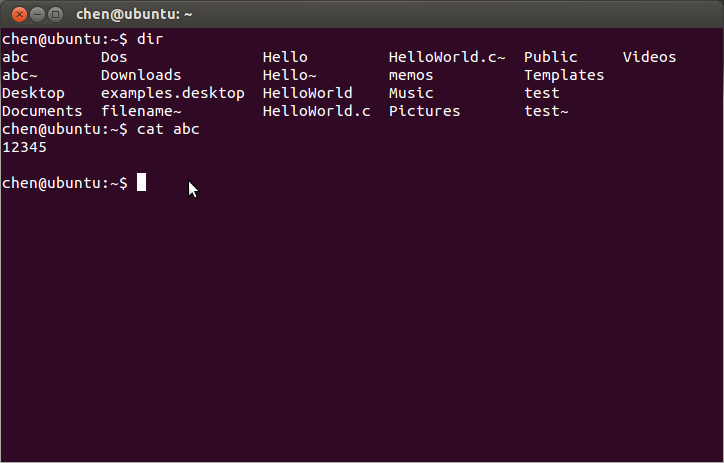 chen@ubuntu: ~
chen@ubuntu:~$ dir
abc        Dos               Hello         HelloWorld.c~  Public     Videos
abc~       Downloads         Hello~        memos          Templates
Desktop    examples.desktop  HelloWorld    Music          test
Documents  filename~         HelloWorld.c  Pictures       test~
chen@ubuntu:~$ cat abc
12345
chen@ubuntu:~$